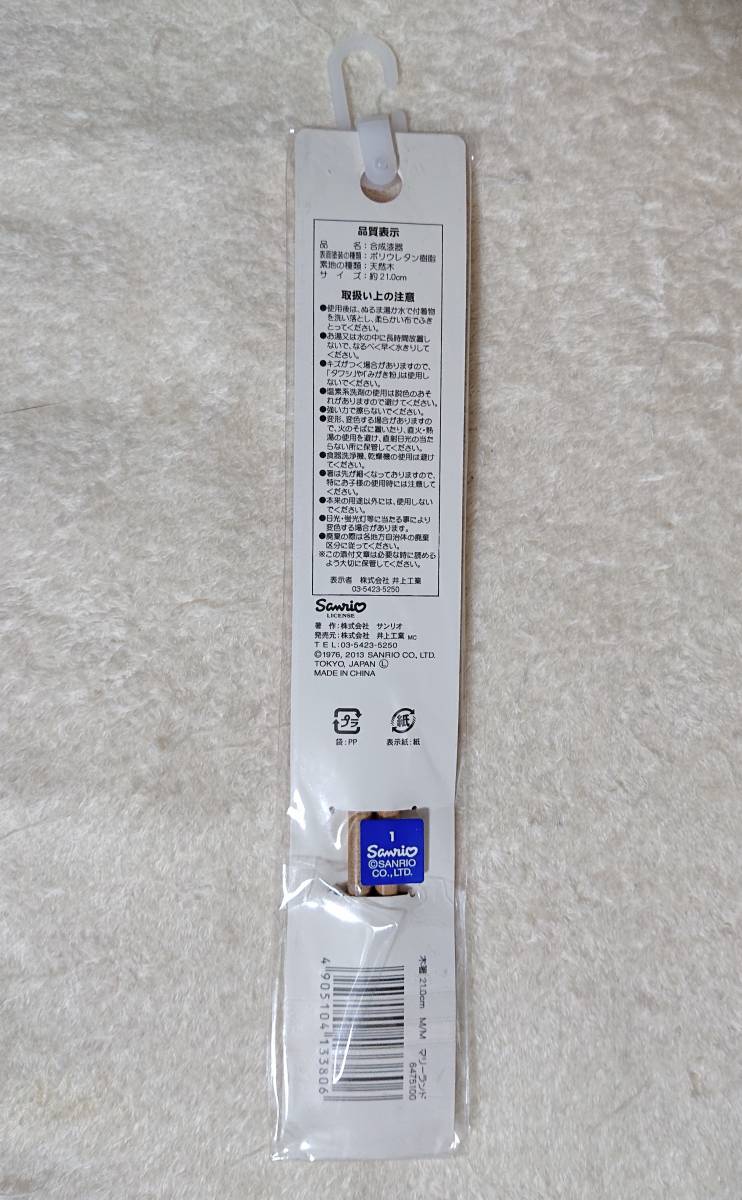 品質表示
品 名：合成漆器
表面塗装の種類：ポリウレタン樹脂
素地の種類：天然木
サ イ ズ：約21.0cm
取扱い上の注意
●使用後は、ぬるま湯か水で付着物
を洗い落とし、柔らかい布でふき
とってください。
●お湯又は水の中に長時間放置し
ないで、なるべく早く水きりして
ください。
●キズがつく場合がありますので、
「タワシ」や「みがき粉」は使用し
ないでください。
●塩素系洗剤の使用は脱色のおそ
れがありますので避けてください。
●強い力で擦らないでください。
●変形、変色する場合がありますの
で、火のそばに置いたり、直火・熱
湯の使用を避け、直射日光の当た
らない所に保管してください。
●食器洗浄機、乾燥機の使用は避け
てください。
●箸は先が細くなっておりますので、
特にお子様の使用時には注意して
ください。
●本来の用途以外には、使用しない
でください。
●日光・蛍光灯等に当たる事により
変色する場合があります。
●廃棄の際は各地方自治体の廃棄
区分に従ってください。
※この添付文章は必要な時に読める
よう大切に保管してください。
表示者 株式会社 井上工業
03-5423-5250
Sanrio
LICENSE
著 作：株式会社 サンリオ
発売元：株式会社 井上工業 MC
T E L：03-5423-5250
©1976, 2013 SANRIO CO., LTD.
TOKYO, JAPAN Ⓛ
MADE IN CHINA
プラ
袋：PP
紙
表示紙：紙
1
Sanrio
©SANRIO
CO.,LTD.
木箸 21.0cm M/M マリーランド
6475100
4905104133806